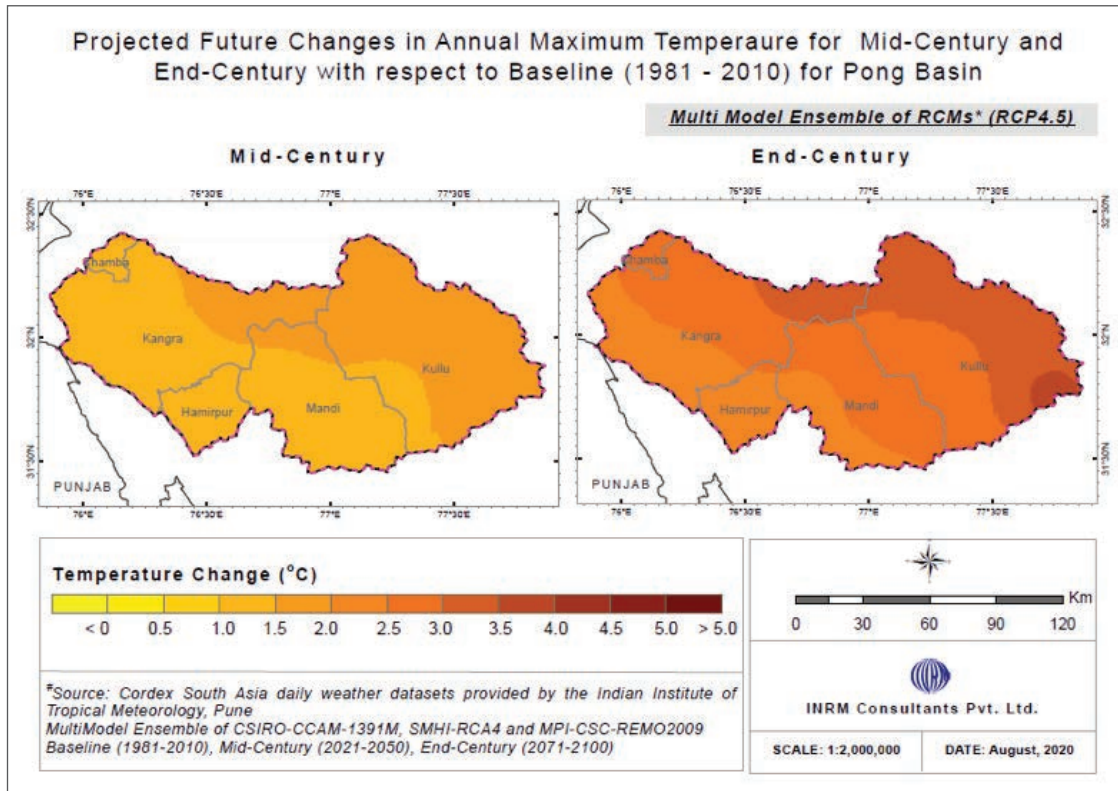 Projected Future Changes in Annual Maximum Temperaure for Mid-Century and
End-Century with respect to Baseline (1981 - 2010) for Pong Basin
Multi Model Ensemble of RCMs* (RCP4.5)
Mid-Century
End-Century
76°E 76°30'E 77°E 77°30'E
76°E 76°30'E 77°E 77°30'E
32°30'N
32°N
31°30'N
32°30'N
32°N
31°30'N
Chamba
Kangra
Kullu
Hamirpur
Mandi
PUNJAB
Chamba
Kangra
Kullu
Hamirpur
Mandi
PUNJAB
76°E 76°30'E 77°E 77°30'E
76°E 76°30'E 77°E 77°30'E
Temperature Change (°C)
< 0 0.5 1.0 1.5 2.0 2.5 3.0 3.5 4.0 4.5 5.0 > 5.0
Km
0 30 60 90 120
*Source: Cordex South Asia daily weather datasets provided by the Indian Institute of
Tropical Meteorology, Pune
MultiModel Ensemble of CSIRO-CCAM-1391M, SMHI-RCA4 and MPI-CSC-REMO2009
Baseline (1981-2010), Mid-Century (2021-2050), End-Century (2071-2100)
INRM Consultants Pvt. Ltd.
SCALE: 1:2,000,000
DATE: August, 2020